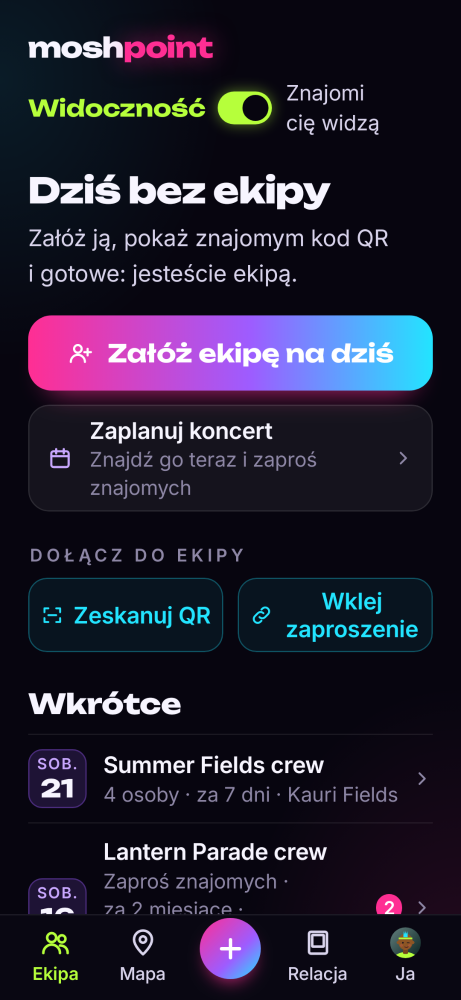 moshpoint
Widoczność
Znajomi
cię widzą
Dziś bez ekipy
Załóż ją, pokaż znajomym kod QR
i gotowe: jesteście ekipą.
Załóż ekipę na dziś
Zaplanuj koncert
Znajdź go teraz i zaproś
znajomych
DOŁĄCZ DO EKIPY
Zeskanuj QR
Wklej
zaproszenie
Wkrótce
SOB.
21
Summer Fields crew
4 osoby · za 7 dni · Kauri Fields
Lantern Parade crew
Zaproś znajomych ·
za 2 miesiące ·
SOB.
2
Ekipa
Mapa
Relacja
Ja